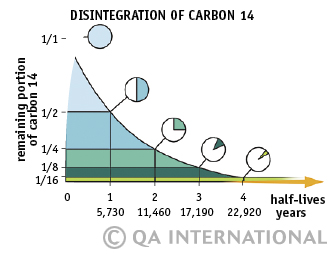 DISINTEGRATION OF CARBON 14
remaining portion
of carbon 14
1/1
1/2
1/4
1/8
1/16
0 1 2 3 4 half-lives
5,730 11,460 17,190 22,920 years
© QA INTERNATIONAL